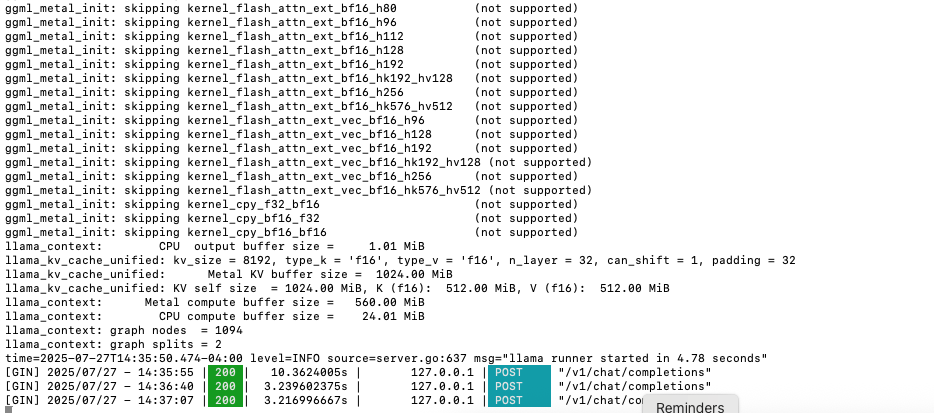 ggml_metal_init: skipping kernel_flash_attn_ext_bf16_h80 (not supported)
ggml_metal_init: skipping kernel_flash_attn_ext_bf16_h96 (not supported)
ggml_metal_init: skipping kernel_flash_attn_ext_bf16_h112 (not supported)
ggml_metal_init: skipping kernel_flash_attn_ext_bf16_h128 (not supported)
ggml_metal_init: skipping kernel_flash_attn_ext_bf16_h192 (not supported)
ggml_metal_init: skipping kernel_flash_attn_ext_bf16_hk192_hv128 (not supported)
ggml_metal_init: skipping kernel_flash_attn_ext_bf16_h256 (not supported)
ggml_metal_init: skipping kernel_flash_attn_ext_bf16_hk576_hv512 (not supported)
ggml_metal_init: skipping kernel_flash_attn_ext_vec_bf16_h96 (not supported)
ggml_metal_init: skipping kernel_flash_attn_ext_vec_bf16_h128 (not supported)
ggml_metal_init: skipping kernel_flash_attn_ext_vec_bf16_h192 (not supported)
ggml_metal_init: skipping kernel_flash_attn_ext_vec_bf16_hk192_hv128 (not supported)
ggml_metal_init: skipping kernel_flash_attn_ext_vec_bf16_h256 (not supported)
ggml_metal_init: skipping kernel_flash_attn_ext_vec_bf16_hk576_hv512 (not supported)
ggml_metal_init: skipping kernel_cpy_f32_bf16 (not supported)
ggml_metal_init: skipping kernel_cpy_bf16_f32 (not supported)
ggml_metal_init: skipping kernel_cpy_bf16_bf16 (not supported)
llama_context: CPU output buffer size = 1.01 MiB
llama_kv_cache_unified: kv_size = 8192, type_k = 'f16', type_v = 'f16', n_layer = 32, can_shift = 1, padding = 32
llama_kv_cache_unified: Metal KV buffer size = 1024.00 MiB
llama_kv_cache_unified: KV self size = 1024.00 MiB, K (f16): 512.00 MiB, V (f16): 512.00 MiB
llama_context: Metal compute buffer size = 560.00 MiB
llama_context: CPU compute buffer size = 24.01 MiB
llama_context: graph nodes = 1094
llama_context: graph splits = 2
time=2025-07-27T14:35:50.474-04:00 level=INFO source=server.go:637 msg="llama runner started in 4.78 seconds"
[GIN] 2025/07/27 - 14:35:55 | 200 | 10.3624005s | 127.0.0.1 | POST "/v1/chat/completions"
[GIN] 2025/07/27 - 14:36:40 | 200 | 3.239602375s | 127.0.0.1 | POST "/v1/chat/completions"
[GIN] 2025/07/27 - 14:37:07 | 200 | 3.216996667s | 127.0.0.1 | POST "/v1/chat/com
Reminders